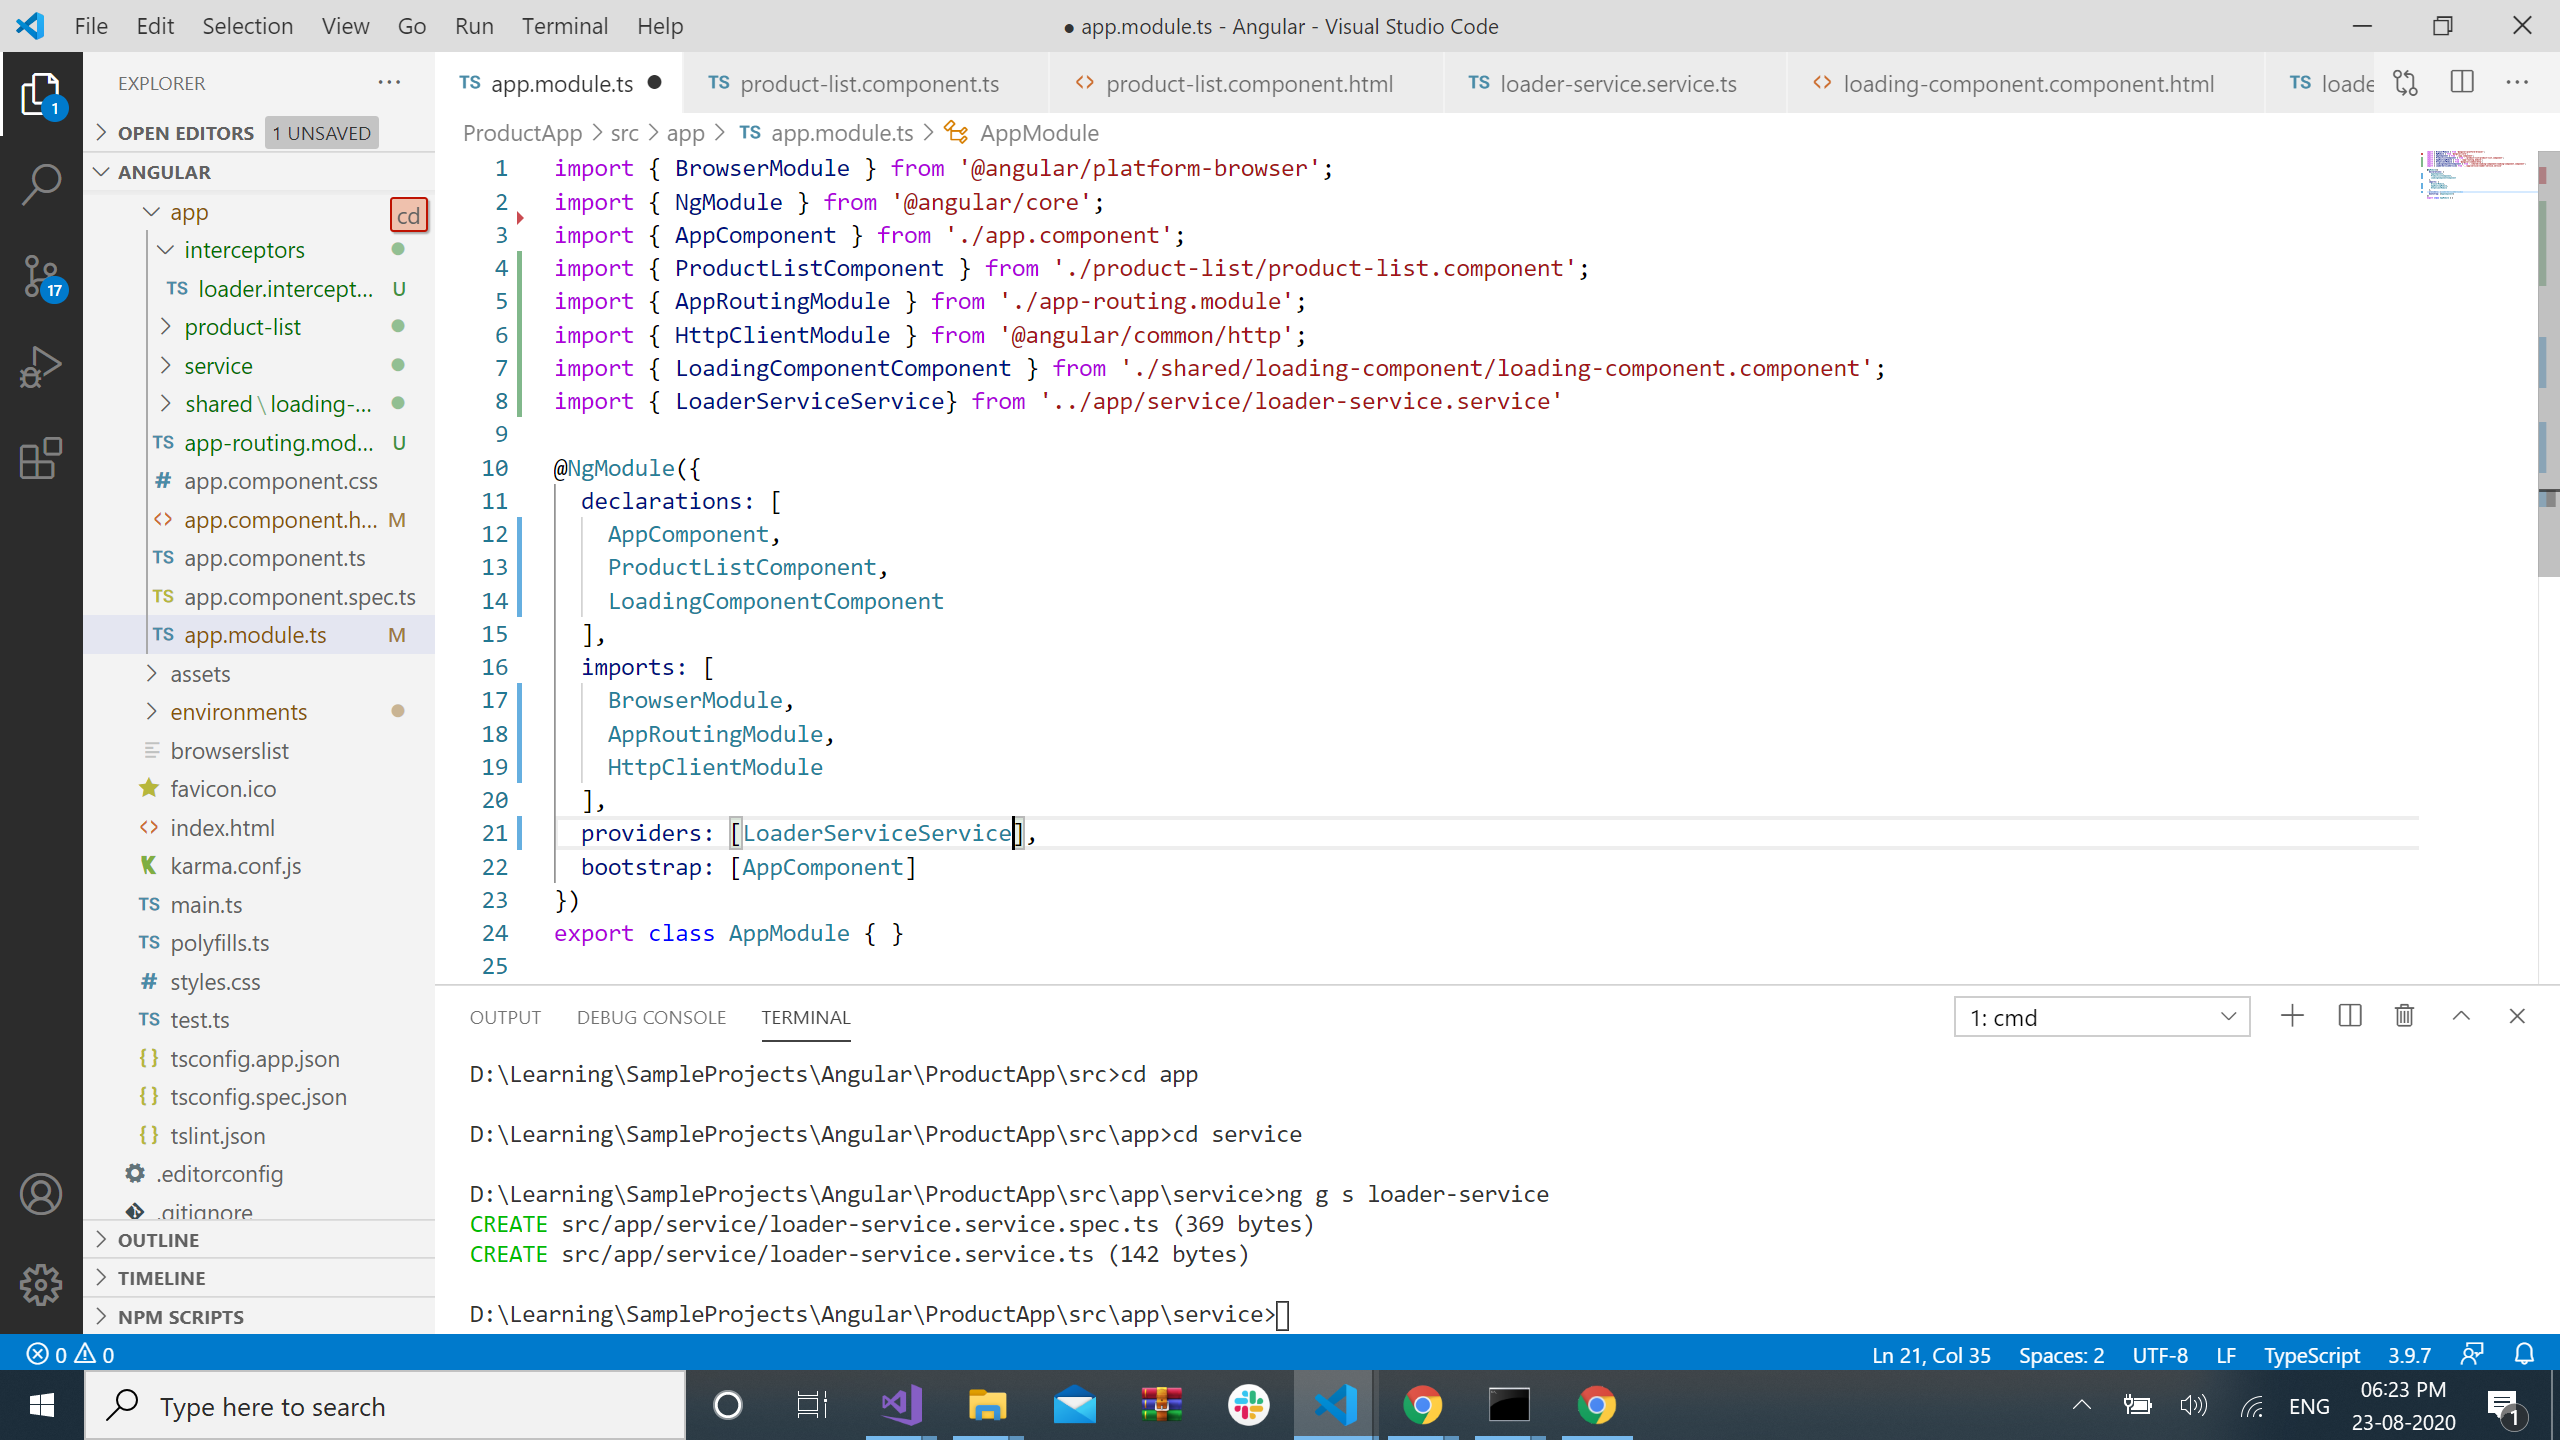 File Edit Selection View Go Run Terminal Help
● app.module.ts - Angular - Visual Studio Code
EXPLORER
1
OPEN EDITORS 1 UNSAVED
ANGULAR
app cd
interceptors
TS loader.intercept... U
product-list
service
shared\loading-...
TS app-routing.mod... U
# app.component.css
<> app.component.h... M
TS app.component.ts
TS app.component.spec.ts
TS app.module.ts M
assets
environments
browserslist
favicon.ico
<> index.html
K karma.conf.js
TS main.ts
TS polyfills.ts
# styles.css
TS test.ts
{} tsconfig.app.json
{} tsconfig.spec.json
{} tslint.json
.editorconfig
.gitignore
OUTLINE
TIMELINE
NPM SCRIPTS
17
TS app.module.ts ●
TS product-list.component.ts
<> product-list.component.html
TS loader-service.service.ts
<> loading-component.component.html
TS loade
ProductApp > src > app > TS app.module.ts > AppModule
1 import { BrowserModule } from '@angular/platform-browser';
2 import { NgModule } from '@angular/core';
3 import { AppComponent } from './app.component';
4 import { ProductListComponent } from './product-list/product-list.component';
5 import { AppRoutingModule } from './app-routing.module';
6 import { HttpClientModule } from '@angular/common/http';
7 import { LoadingComponentComponent } from './shared/loading-component/loading-component.component';
8 import { LoaderServiceService} from '../app/service/loader-service.service'
9
10 @NgModule({
11 declarations: [
12 AppComponent,
13 ProductListComponent,
14 LoadingComponentComponent
15 ],
16 imports: [
17 BrowserModule,
18 AppRoutingModule,
19 HttpClientModule
20 ],
21 providers: [LoaderServiceService],
22 bootstrap: [AppComponent]
23 })
24 export class AppModule { }
25
OUTPUT DEBUG CONSOLE TERMINAL
1: cmd
D:\Learning\SampleProjects\Angular\ProductApp\src>cd app
D:\Learning\SampleProjects\Angular\ProductApp\src\app>cd service
D:\Learning\SampleProjects\Angular\ProductApp\src\app\service>ng g s loader-service
CREATE src/app/service/loader-service.service.spec.ts (369 bytes)
CREATE src/app/service/loader-service.service.ts (142 bytes)
D:\Learning\SampleProjects\Angular\ProductApp\src\app\service>
0 0
Ln 21, Col 35 Spaces: 2 UTF-8 LF TypeScript 3.9.7
Type here to search
ENG
06:23 PM
23-08-2020
1